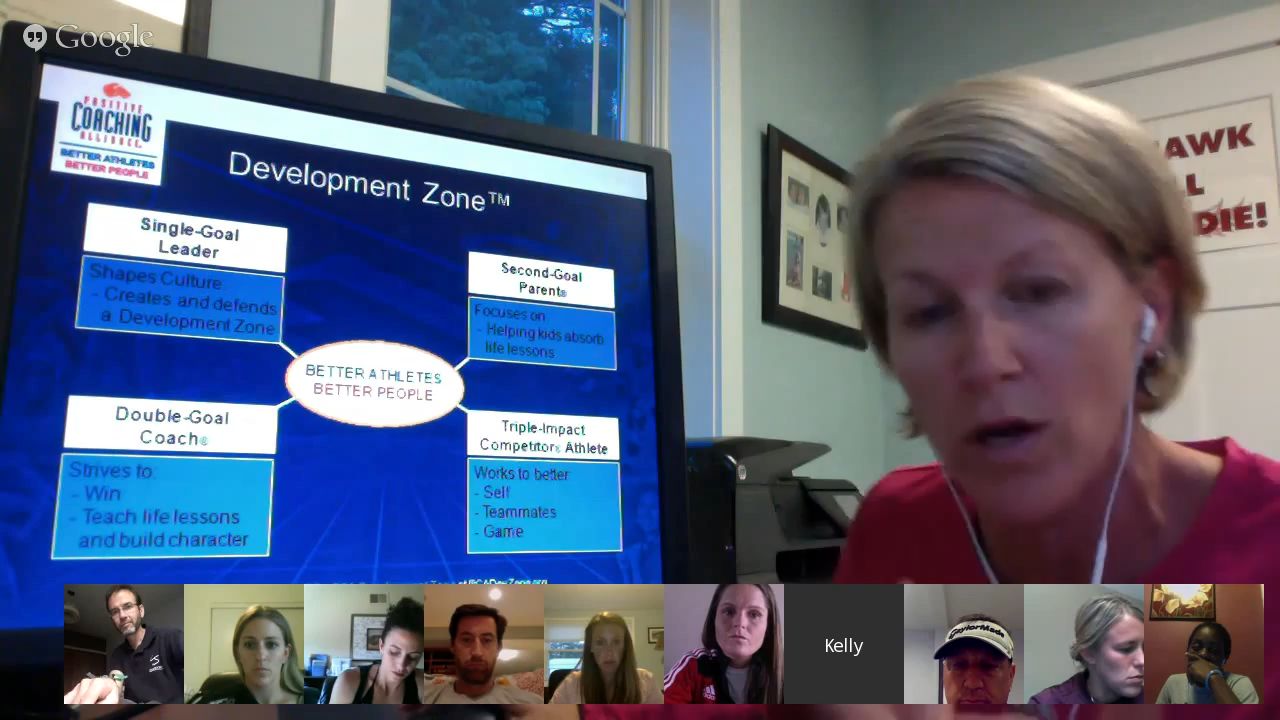 Google
POSITIVE
COACHING
ALLIANCE
BETTER ATHLETES
BETTER PEOPLE
Development Zone™
Single-Goal
Leader
Shapes Culture
- Creates and defends
a Development Zone
Second-Goal
Parent®
Focuses on
- Helping kids absorb
life lessons
BETTER ATHLETES
BETTER PEOPLE
Double-Goal
Coach®
Strives to:
- Win
- Teach life lessons
and build character
Triple-Impact
Competitor® Athlete
Works to better
- Self
- Teammates
- Game
AWK
L
DIE!
Kelly
TaylorMade